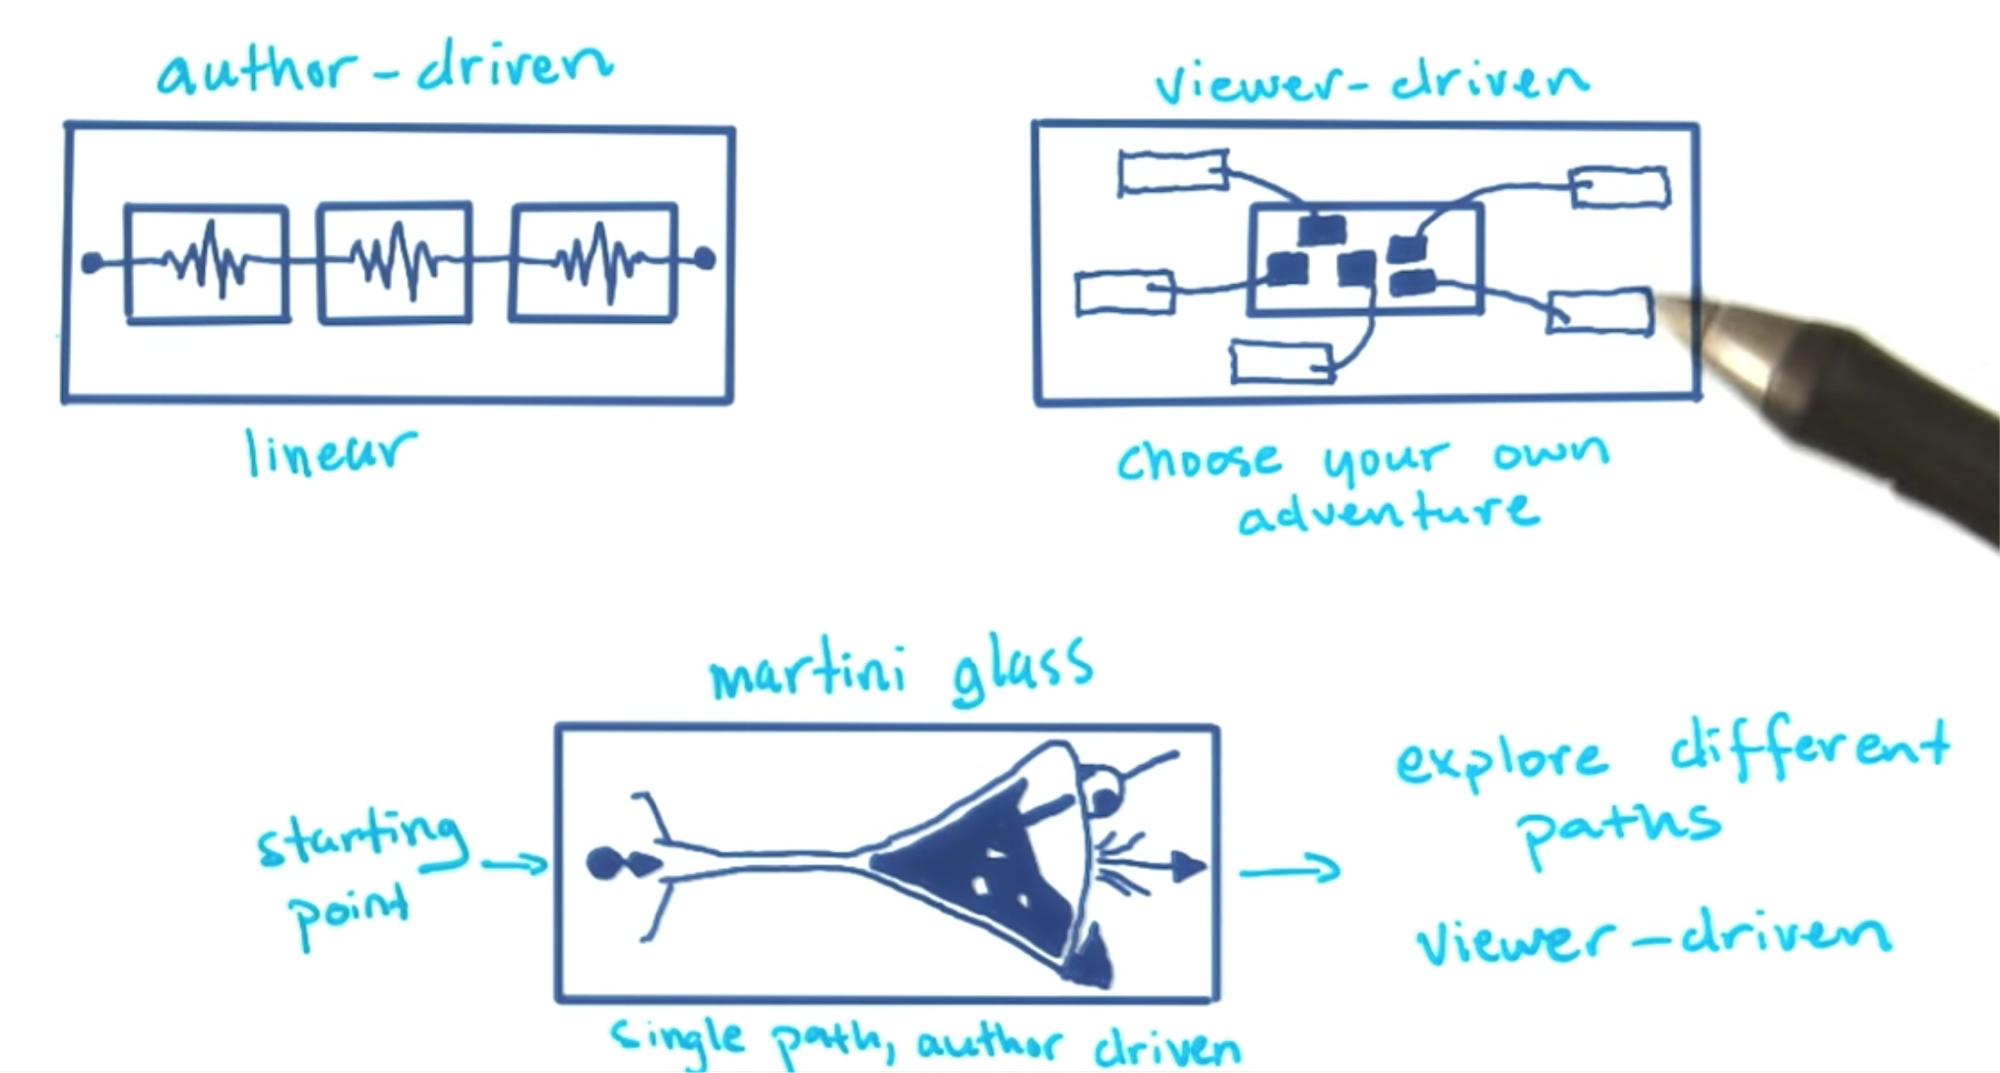 author-driven
linear
viewer-driven
choose your own
adventure
martini glass
starting
point
single path, author driven
explore different
paths
viewer-driven